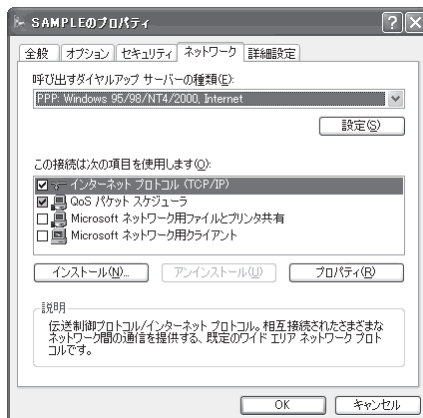 SAMPLEのプロパティ
全般 オプション セキュリティ ネットワーク 詳細設定
呼び出すダイヤルアップ サーバーの種類(E):
PPP: Windows 95/98/NT4/2000, Internet
設定(S)
この接続は次の項目を使用します(O):
インターネット プロトコル (TCP/IP)
QoS パケット スケジューラ
Microsoft ネットワーク用ファイルとプリンタ共有
Microsoft ネットワーク用クライアント
インストール(N)... アンインストール(U) プロパティ(R)
説明
伝送制御プロトコル/インターネット プロトコル。相互接続されたさまざまな
ネットワーク間の通信を提供する、既定のワイド エリア ネットワーク プロト
コルです。
OK キャンセル